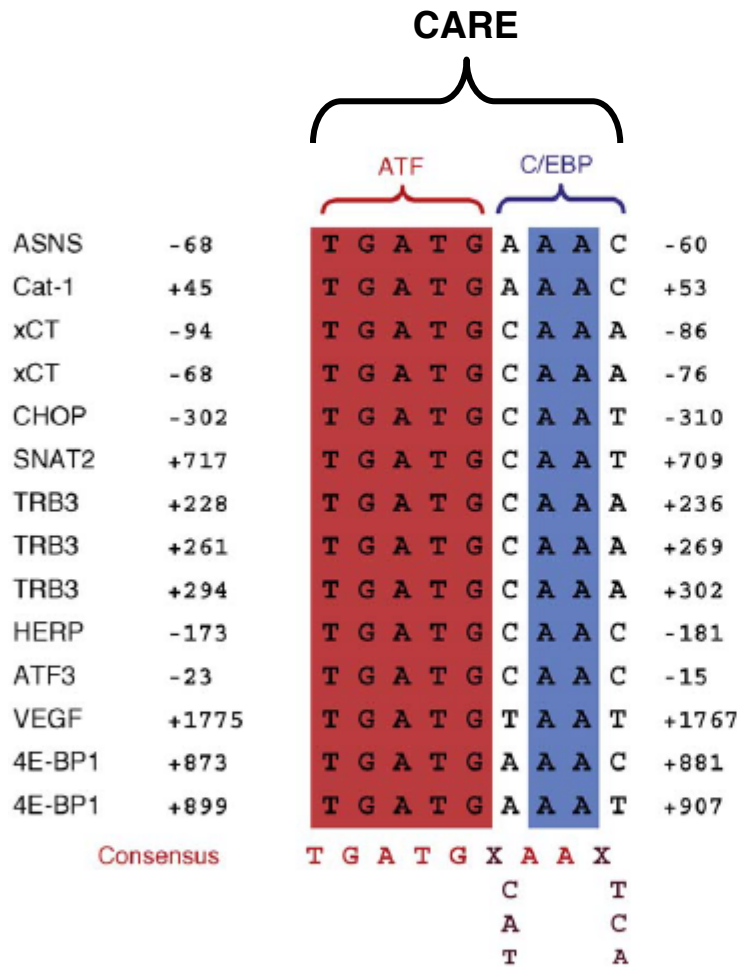 CARE
ATF C/EBP
ASNS -68 T G A T G A A A C -60
Cat-1 +45 T G A T G A A A C +53
xCT -94 T G A T G C A A A -86
xCT -68 T G A T G C A A A -76
CHOP -302 T G A T G C A A T -310
SNAT2 +717 T G A T G C A A T +709
TRB3 +228 T G A T G C A A A +236
TRB3 +261 T G A T G C A A A +269
TRB3 +294 T G A T G C A A A +302
HERP -173 T G A T G C A A C -181
ATF3 -23 T G A T G C A A C -15
VEGF +1775 T G A T G T A A T +1767
4E-BP1 +873 T G A T G A A A C +881
4E-BP1 +899 T G A T G A A A T +907
Consensus T G A T G X A A X
C T
A C
T A